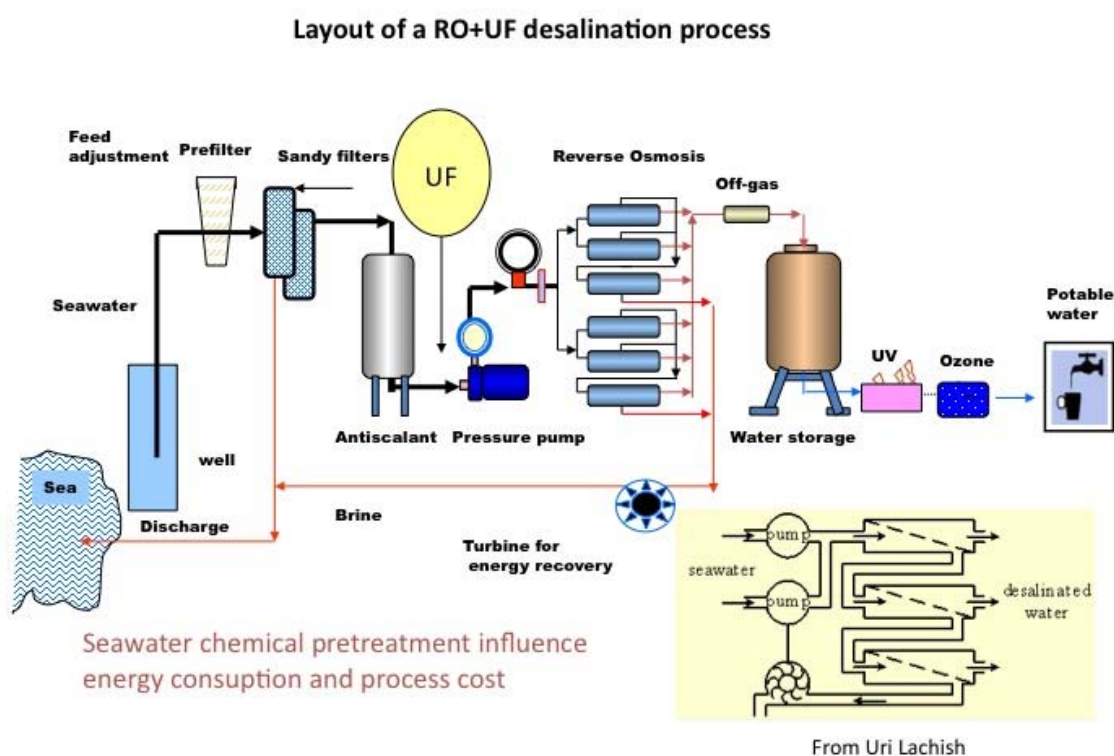 Layout of a RO+UF desalination process
Feed
adjustment
Prefilter
Sandy filters
UF
Reverse Osmosis
Off-gas
Seawater
Potable
water
UV
Ozone
Antiscalant
Pressure pump
Water storage
well
Sea
Discharge
Brine
Turbine for
energy recovery
pump
seawater
pump
desalinated
water
Seawater chemical pretreatment influence
energy consuption and process cost
From Uri Lachish